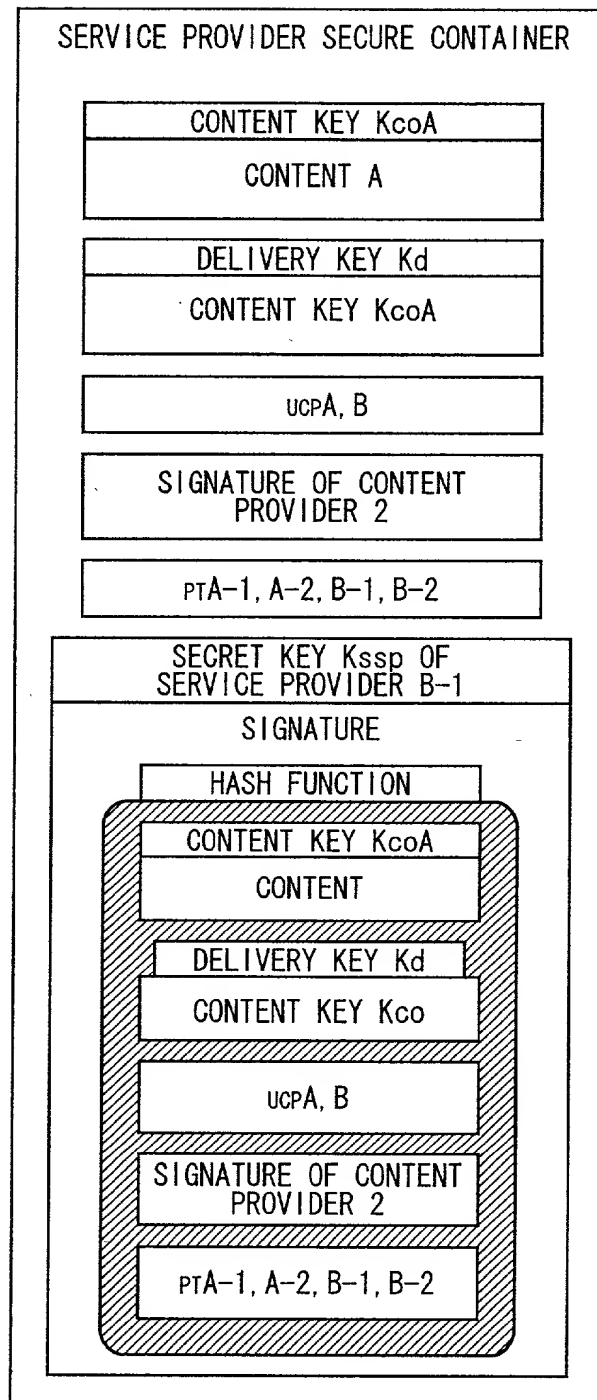 SERVICE PROVIDER SECURE CONTAINER
CONTENT KEY KcoA
CONTENT A
DELIVERY KEY Kd
CONTENT KEY KcoA
UCPA, B
SIGNATURE OF CONTENT
PROVIDER 2
PTA-1, A-2, B-1, B-2
SECRET KEY Kssp OF
SERVICE PROVIDER B-1
SIGNATURE
HASH FUNCTION
CONTENT KEY KcoA
CONTENT
DELIVERY KEY Kd
CONTENT KEY Kco
UCPA, B
SIGNATURE OF CONTENT
PROVIDER 2
PTA-1, A-2, B-1, B-2